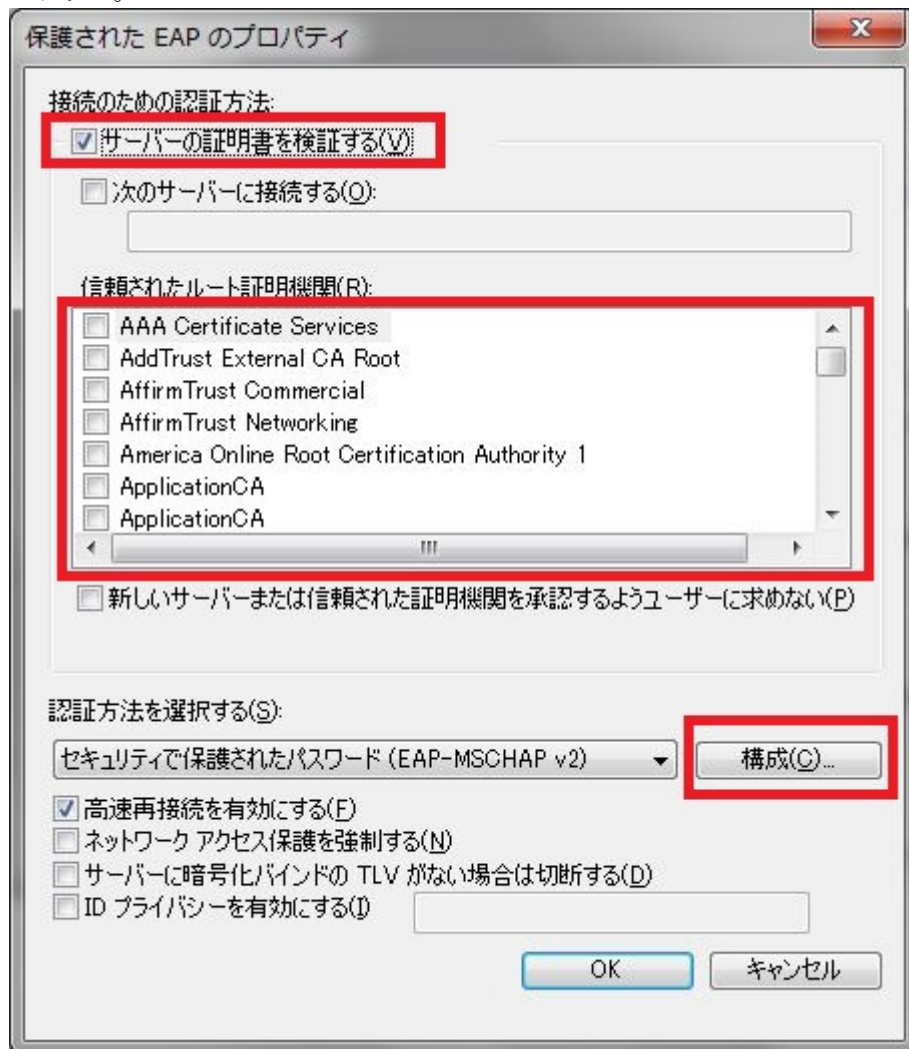 保護された EAP のプロパティ
接続のための認証方法:
サーバーの証明書を検証する(V)
次のサーバーに接続する(O):
信頼されたルート証明機関(R):
AAA Certificate Services
AddTrust External CA Root
AffirmTrust Commercial
AffirmTrust Networking
America Online Root Certification Authority 1
ApplicationCA
ApplicationCA
新しいサーバーまたは信頼された証明機関を承認するようユーザーに求めない(P)
認証方法を選択する(S):
セキュリティで保護されたパスワード (EAP-MSCHAP v2)
構成(C)...
高速再接続を有効にする(F)
ネットワーク アクセス保護を強制する(N)
サーバーに暗号化バインドの TLV がない場合は切断する(D)
ID プライバシーを有効にする(I)
OK
キャンセル